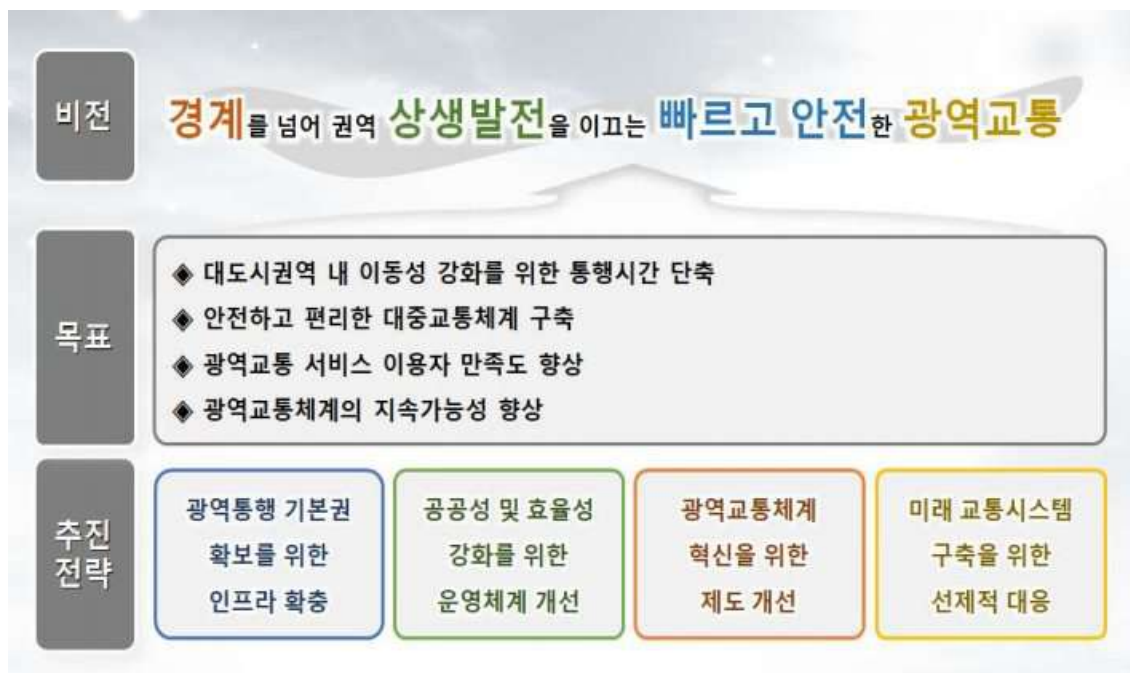 비전
경계를 넘어 권역 상생발전을 이끄는 빠르고 안전한 광역교통
목표
◈ 대도시권역 내 이동성 강화를 위한 통행시간 단축
◈ 안전하고 편리한 대중교통체계 구축
◈ 광역교통 서비스 이용자 만족도 향상
◈ 광역교통체계의 지속가능성 향상
추진
전략
광역통행 기본권
확보를 위한
인프라 확충
공공성 및 효율성
강화를 위한
운영체계 개선
광역교통체계
혁신을 위한
제도 개선
미래 교통시스템
구축을 위한
선제적 대응